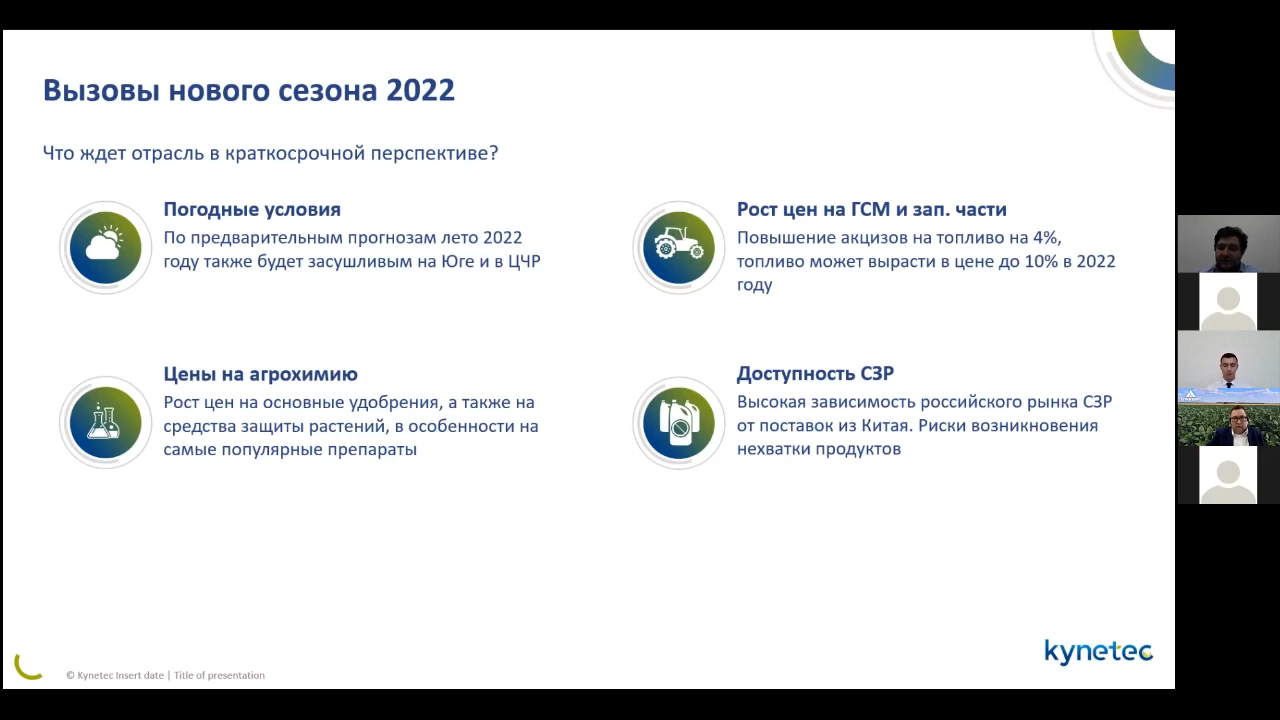 Вызовы нового сезона 2022
Что ждет отрасль в краткосрочной перспективе?
Погодные условия
По предварительным прогнозам лето 2022
году также будет засушливым на Юге и в ЦЧР
Рост цен на ГСМ и зап. части
Повышение акцизов на топливо на 4%,
топливо может вырасти в цене до 10% в 2022
году
Цены на агрохимию
Рост цен на основные удобрения, а также на
средства защиты растений, в особенности на
самые популярные препараты
Доступность СЗР
Высокая зависимость российского рынка СЗР
от поставок из Китая. Риски возникновения
нехватки продуктов
kynetec
© Kynetec Insert date | Title of presentation